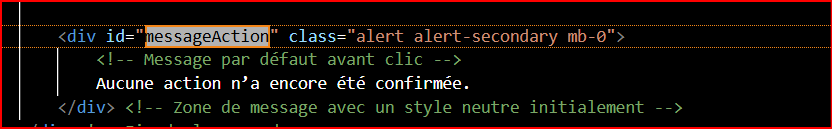 <div id="messageAction" class="alert alert-secondary mb-0">
<!-- Message par défaut avant clic -->
Aucune action n’a encore été confirmée.
</div> <!-- Zone de message avec un style neutre initialement -->